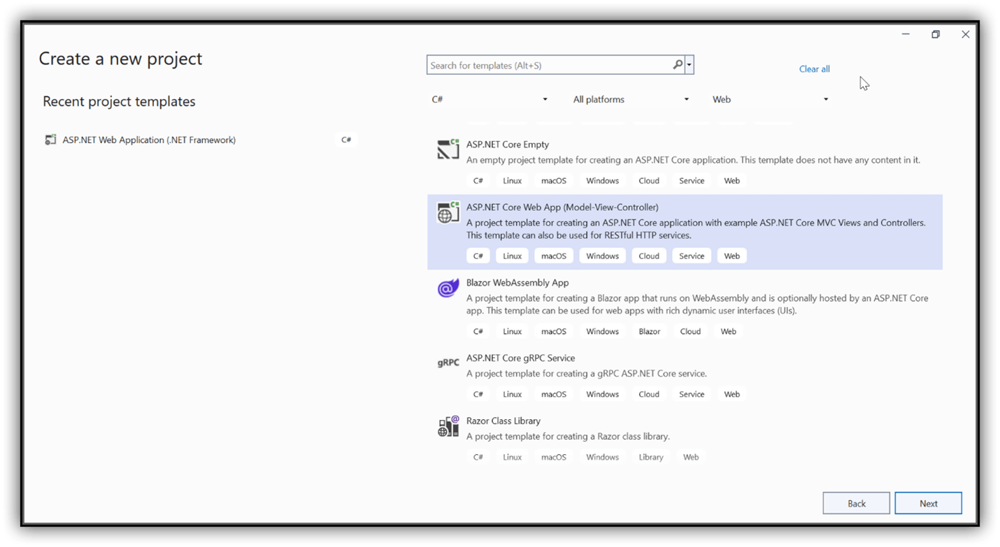 Create a new project
Search for templates (Alt+S)
Clear all
Recent project templates
C#
All platforms
Web
ASP.NET Web Application (.NET Framework)
C#
ASP.NET Core Empty
An empty project template for creating an ASP.NET Core application. This template does not have any content in it.
C# Linux macOS Windows Cloud Service Web
ASP.NET Core Web App (Model-View-Controller)
A project template for creating an ASP.NET Core application with example ASP.NET Core MVC Views and Controllers.
This template can also be used for RESTful HTTP services.
C# Linux macOS Windows Cloud Service Web
Blazor WebAssembly App
A project template for creating a Blazor app that runs on WebAssembly and is optionally hosted by an ASP.NET Core
app. This template can be used for web apps with rich dynamic user interfaces (UIs).
C# Linux macOS Windows Blazor Cloud Web
gRPC
ASP.NET Core gRPC Service
A project template for creating a gRPC ASP.NET Core service.
C# Linux macOS Windows Cloud Service Web
Razor Class Library
A project template for creating a Razor class library.
C# Linux macOS Windows Library Web
Back
Next